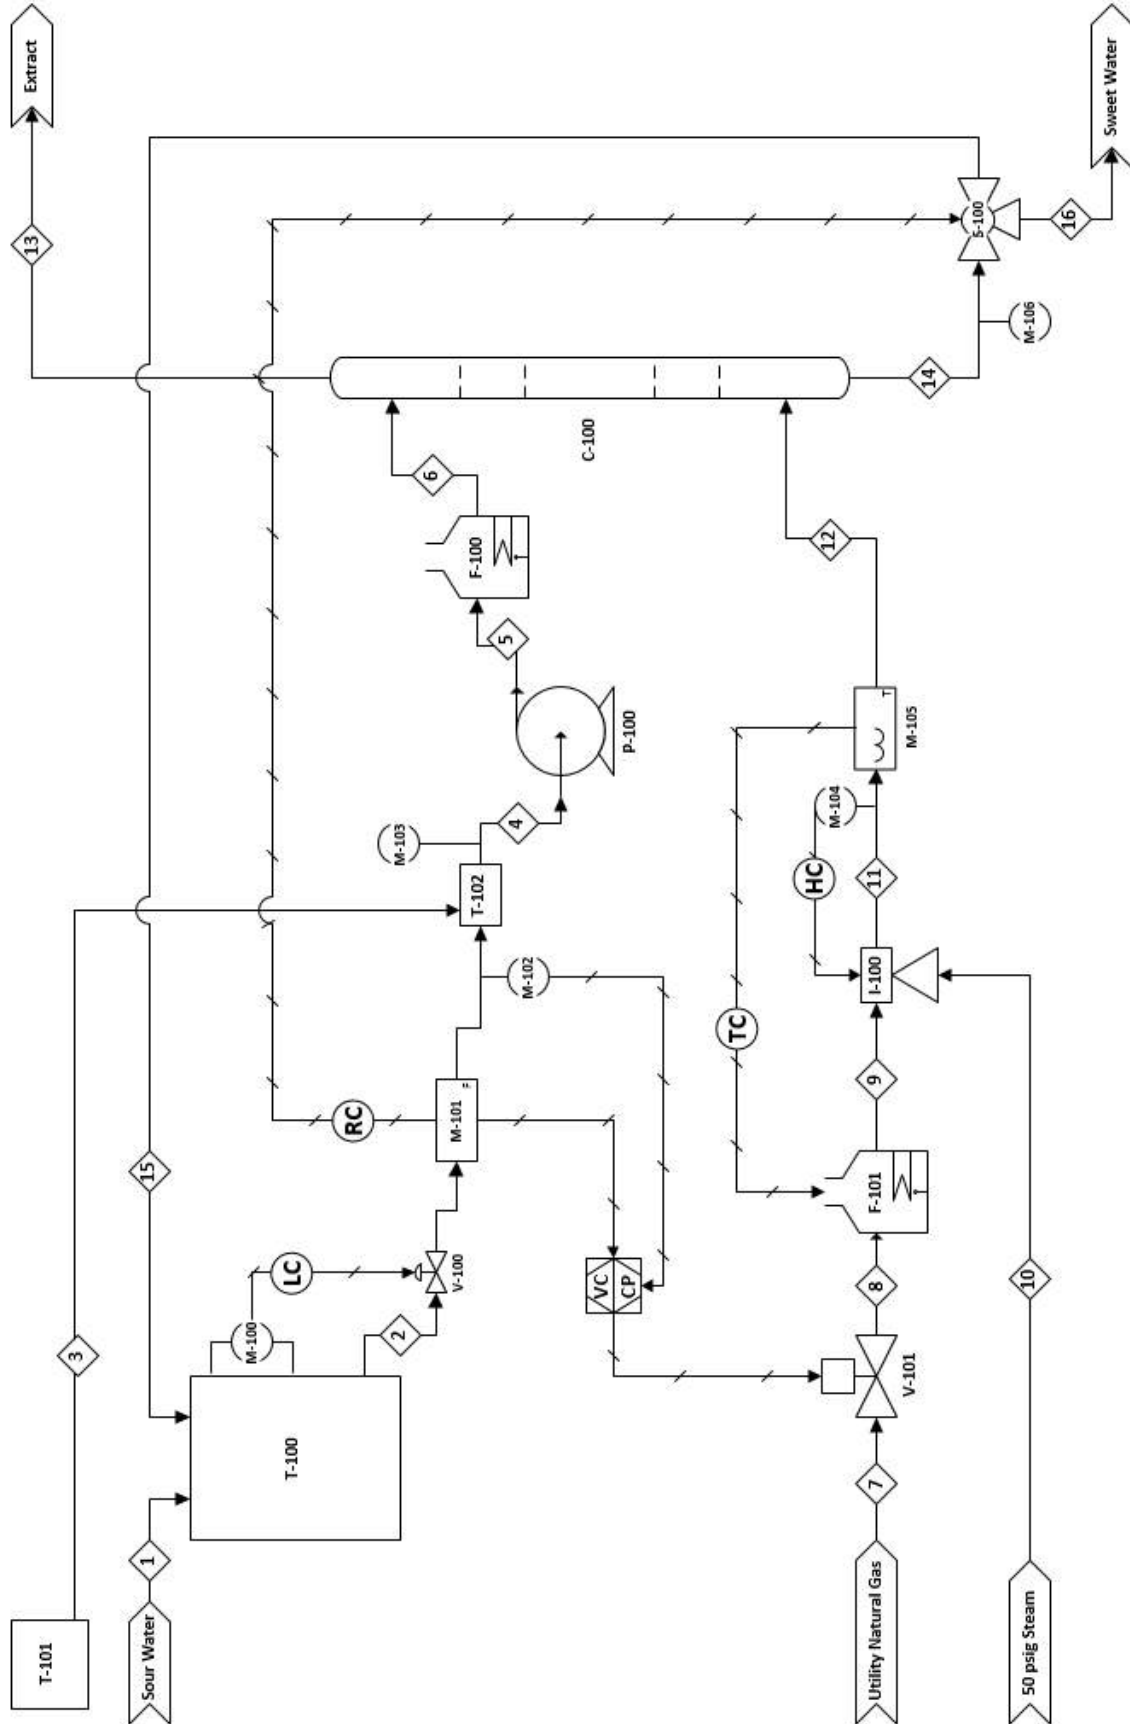 T-101
3
Sour Water
1
15
T-100
M-100
LC
2
V-100
RC
M-101
F
M-102
T-102
M-103
4
P-100
5
F-100
6
C-100
13
Extract
VC
CP
Utility Natural Gas
7
V-101
8
F-101
TC
9
I-100
HC
11
M-104
M-105
T
12
50 psig Steam
10
14
M-106
S-100
16
Sweet Water